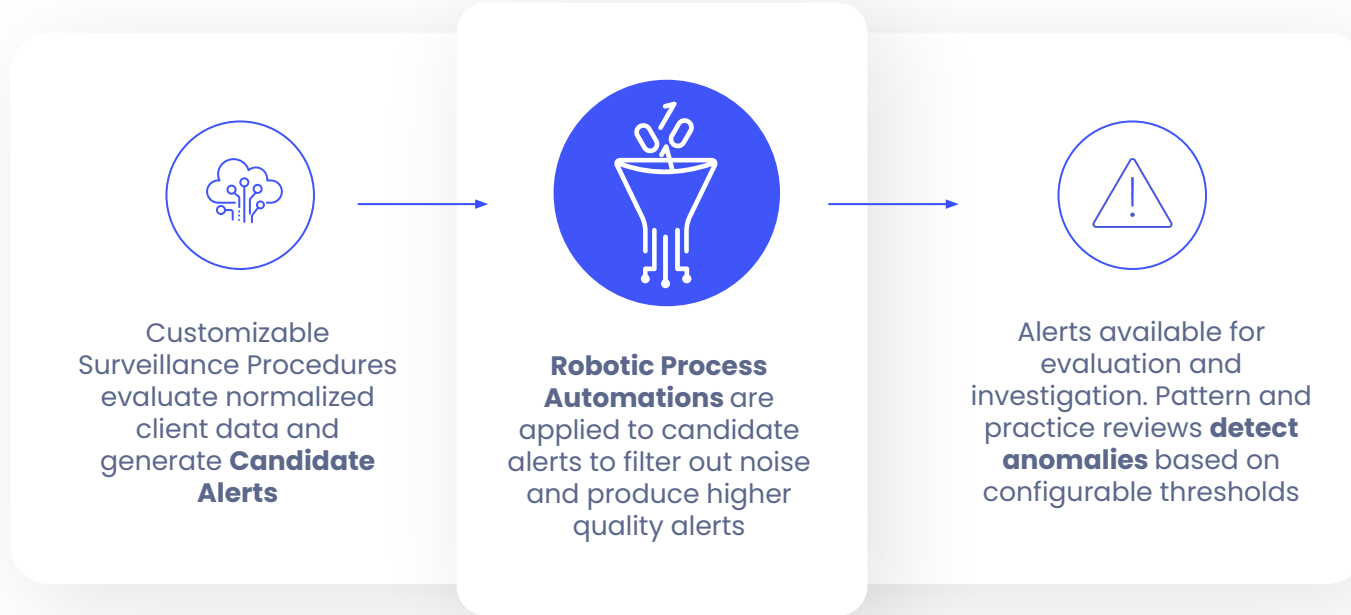 Customizable
Surveillance Procedures
evaluate normalized
client data and
generate Candidate
Alerts
Robotic Process
Automations are
applied to candidate
alerts to filter out noise
and produce higher
quality alerts
Alerts available for
evaluation and
investigation. Pattern and
practice reviews detect
anomalies based on
configurable thresholds